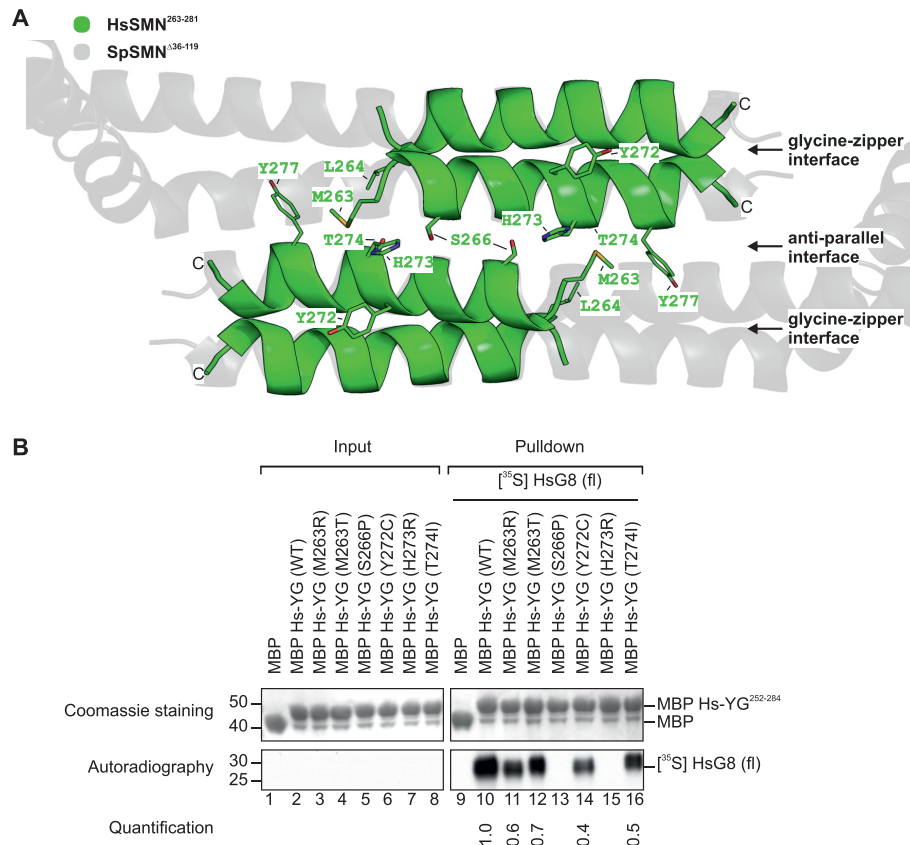 A
HsSMN263-281
SpSMNΔ36-119
C
glycine-zipper
interface
Y272
Y277
L264
M263
C
H273
S266
T274
T274
anti-parallel
interface
H273
M263
C
L264
Y277
Y272
glycine-zipper
interface
C
B
Input
Pulldown
[35S] HsG8 (fl)
MBP
MBP Hs-YG (WT)
MBP Hs-YG (M263R)
MBP Hs-YG (M263T)
MBP Hs-YG (S266P)
MBP Hs-YG (Y272C)
MBP Hs-YG (H273R)
MBP Hs-YG (T274I)
MBP
MBP Hs-YG (WT)
MBP Hs-YG (M263R)
MBP Hs-YG (M263T)
MBP Hs-YG (S266P)
MBP Hs-YG (Y272C)
MBP Hs-YG (H273R)
MBP Hs-YG (T274I)
Coomassie staining
50
40
MBP Hs-YG252-284
MBP
Autoradiography
30
25
[35S] HsG8 (fl)
1 2 3 4 5 6 7 8 9 10 11 12 13 14 15 16
Quantification
1.0 0.6 0.7 0.4 0.5